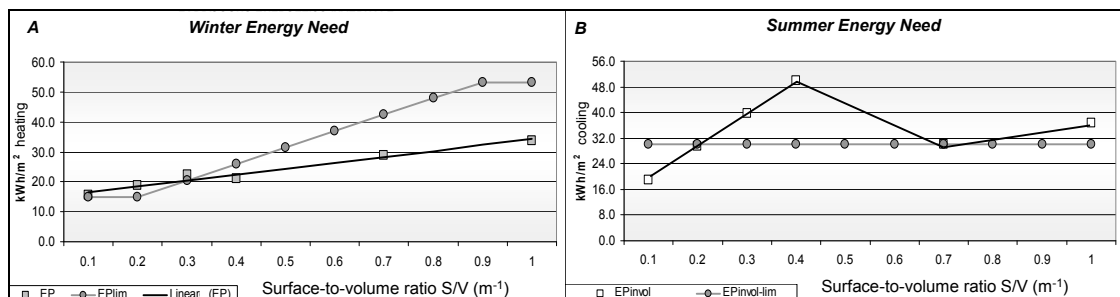 A
Winter Energy Need
kWh/m² heating
60.0
50.0
40.0
30.0
20.0
10.0
0.0
0.1 0.2 0.3 0.4 0.5 0.6 0.7 0.8 0.9 1
EP EPlim Linear (EP)
Surface-to-volume ratio S/V (m⁻¹)
B
Summer Energy Need
kWh/m² cooling
56.0
48.0
40.0
32.0
24.0
16.0
8.0
0.0
0.1 0.2 0.3 0.4 0.5 0.6 0.7 0.8 0.9 1
Surface-to-volume ratio S/V (m⁻¹)
EPinvol EPinvol-lim